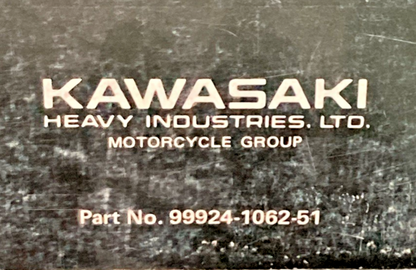 KAWASAKI
HEAVY INDUSTRIES, LTD.
MOTORCYCLE GROUP
Part No. 99924-1062-51